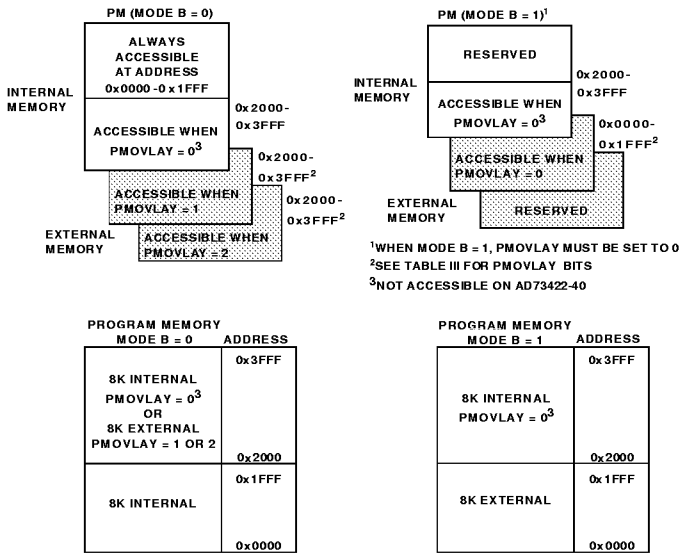 PM (MODE B = 0)
ALWAYS
ACCESSIBLE
AT ADDRESS
0x0000 - 0x1FFF
INTERNAL
MEMORY
0x2000-
0x3FFF
ACCESSIBLE WHEN
PMOVLAY = 0³
0x2000-
0x3FFF²
ACCESSIBLE WHEN
PMOVLAY = 1
0x2000-
0x3FFF²
EXTERNAL
MEMORY
ACCESSIBLE WHEN
PMOVLAY = 2
PM (MODE B = 1)¹
RESERVED
INTERNAL
MEMORY
0x2000-
0x3FFF
ACCESSIBLE WHEN
PMOVLAY = 0³
0x0000-
0x1FFF²
ACCESSIBLE WHEN
PMOVLAY = 0
EXTERNAL
MEMORY
RESERVED
¹WHEN MODE B = 1, PMOVLAY MUST BE SET TO 0
²SEE TABLE III FOR PMOVLAY BITS
³NOT ACCESSIBLE ON AD73422-40
PROGRAM MEMORY
MODE B = 0 ADDRESS
0x3FFF
8K INTERNAL
PMOVLAY = 0³
OR
8K EXTERNAL
PMOVLAY = 1 OR 2
0x2000
0x1FFF
8K INTERNAL
0x0000
PROGRAM MEMORY
MODE B = 1 ADDRESS
0x3FFF
8K INTERNAL
PMOVLAY = 0³
0x2000
0x1FFF
8K EXTERNAL
0x0000